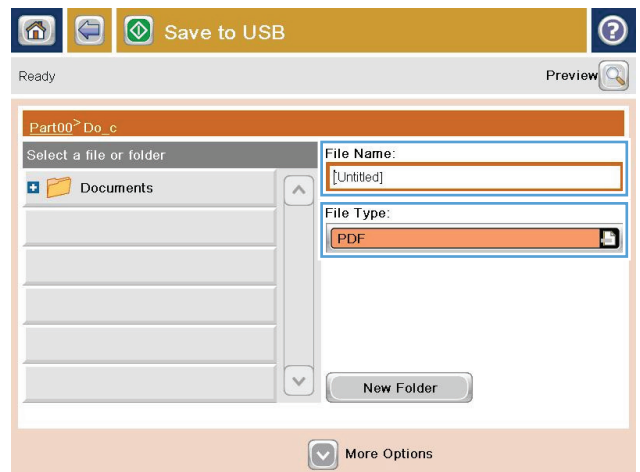 Save to USB
Ready
Preview
Part00>Do_c
Select a file or folder
File Name:
Documents
[Untitled]
File Type:
PDF
New Folder
More Options